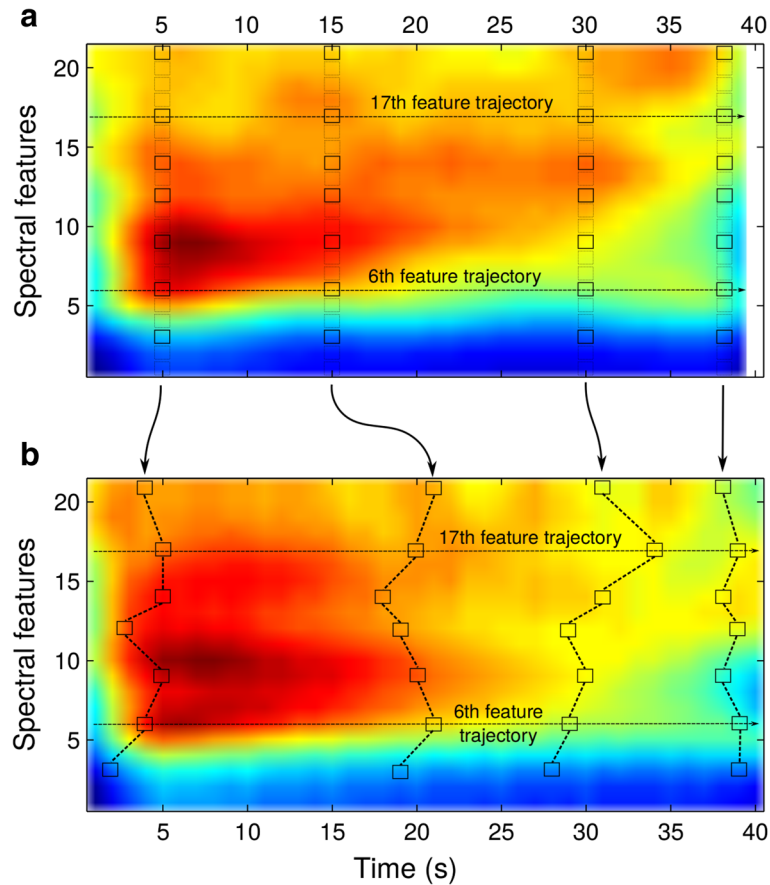 a
5 10 15 20 25 30 35 40
20
17th feature trajectory
15
Spectral features
10
6th feature trajectory
5
b
20
17th feature trajectory
15
Spectral features
10
6th feature
trajectory
5
5 10 15 20 25 30 35 40
Time (s)